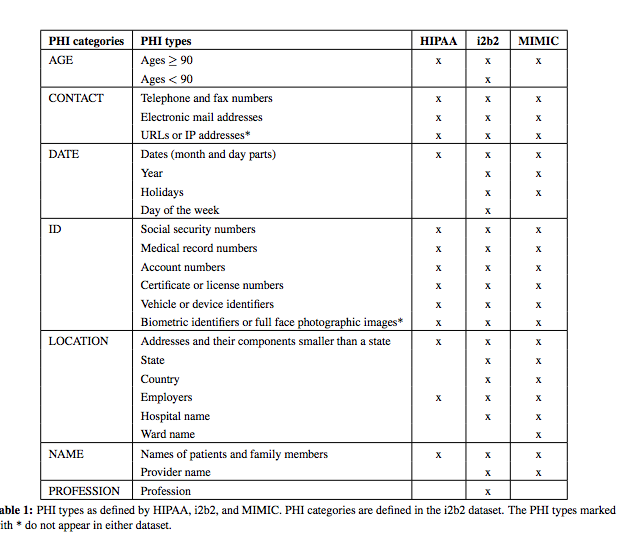 PHI categories PHI types HIPAA i2b2 MIMIC
AGE Ages ≥ 90 x x x
Ages < 90 x
CONTACT Telephone and fax numbers x x x
Electronic mail addresses x x x
URLs or IP addresses* x x x
DATE Dates (month and day parts) x x x
Year x x
Holidays x x
Day of the week x
ID Social security numbers x x x
Medical record numbers x x x
Account numbers x x x
Certificate or license numbers x x x
Vehicle or device identifiers x x x
Biometric identifiers or full face photographic images* x x x
LOCATION Addresses and their components smaller than a state x x x
State x x
Country x x
Employers x x x
Hospital name x x
Ward name x
NAME Names of patients and family members x x x
Provider name x x
PROFESSION Profession x
able 1: PHI types as defined by HIPAA, i2b2, and MIMIC. PHI categories are defined in the i2b2 dataset. The PHI types marked
ith * do not appear in either dataset.